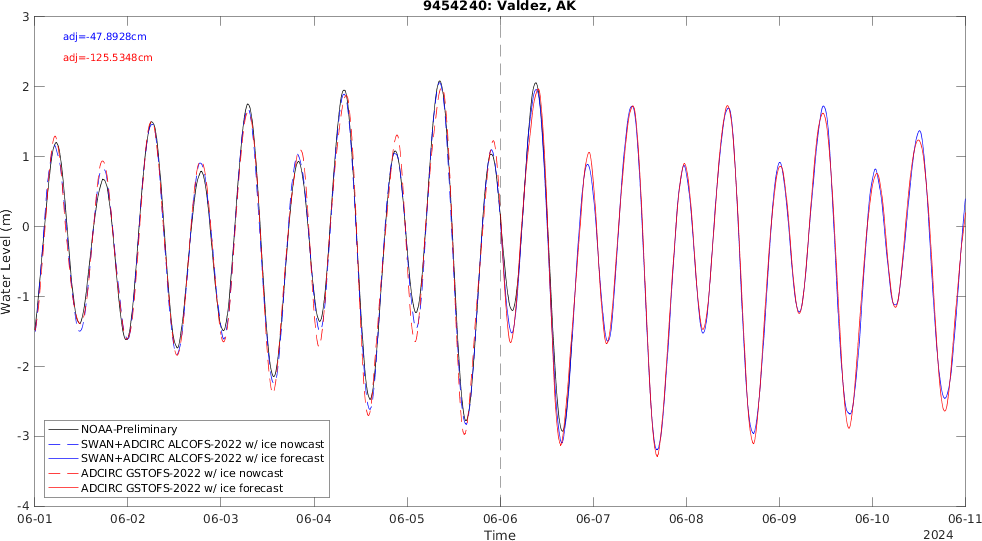 9454240: Valdez, AK
adj=-47.8928cm
adj=-125.5348cm
3
2
1
0
-1
-2
-3
-4
Water Level (m)
NOAA-Preliminary
SWAN+ADCIRC ALCOFS-2022 w/ ice nowcast
SWAN+ADCIRC ALCOFS-2022 w/ ice forecast
ADCIRC GSTOFS-2022 w/ ice nowcast
ADCIRC GSTOFS-2022 w/ ice forecast
06-01 06-02 06-03 06-04 06-05 06-06 06-07 06-08 06-09 06-10 06-11
Time
2024